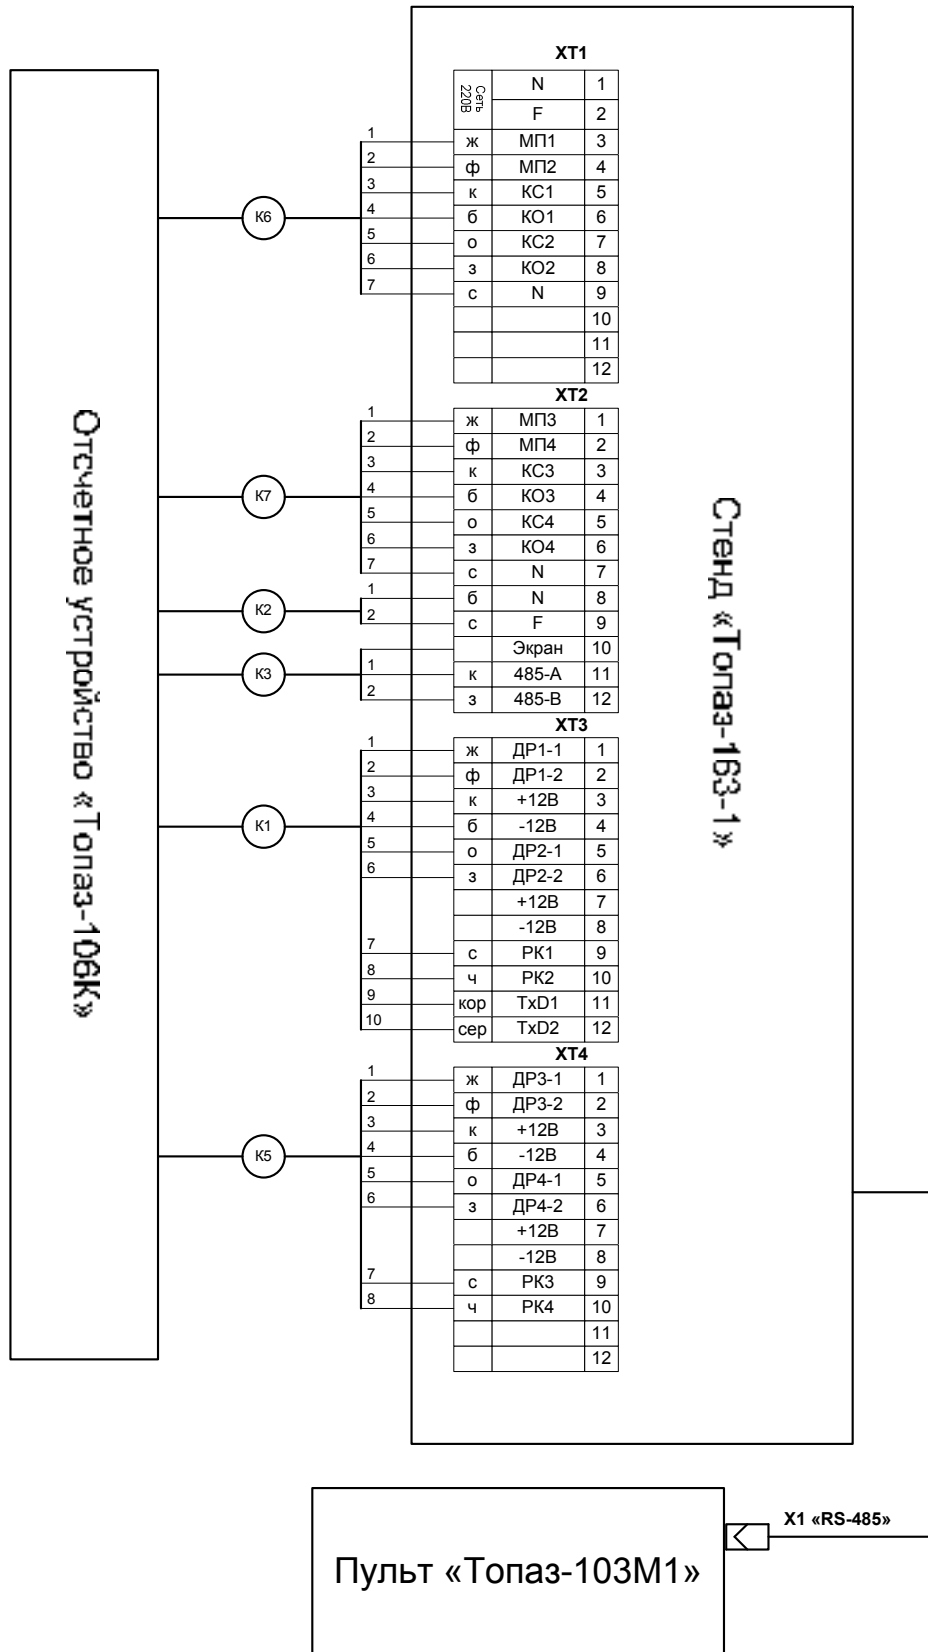 XT1
Сеть 220В
N 1
F 2
1 ж МП1 3
2 ф МП2 4
3 к КС1 5
4 б КО1 6
5 о КС2 7
6 з КО2 8
7 с N 9
10
11
12
К6
XT2
1 ж МП3 1
2 ф МП4 2
3 к КС3 3
4 б КО3 4
5 о КС4 5
6 з КО4 6
7 с N 7
1 б N 8
2 с F 9
Экран 10
1 к 485-А 11
2 з 485-В 12
К7
К2
К3
XT3
1 ж ДР1-1 1
2 ф ДР1-2 2
3 к +12В 3
4 б -12В 4
5 о ДР2-1 5
6 з ДР2-2 6
+12В 7
-12В 8
7 с РК1 9
8 ч РК2 10
9 кор TxD1 11
10 сер TxD2 12
К1
XT4
1 ж ДР3-1 1
2 ф ДР3-2 2
3 к +12В 3
4 б -12В 4
5 о ДР4-1 5
6 з ДР4-2 6
+12В 7
-12В 8
7 с РК3 9
8 ч РК4 10
11
12
К5
Отсчетное устройство «Топаз-106К»
Стенд «Топаз-163-1»
X1 «RS-485»
Пульт «Топаз-103М1»